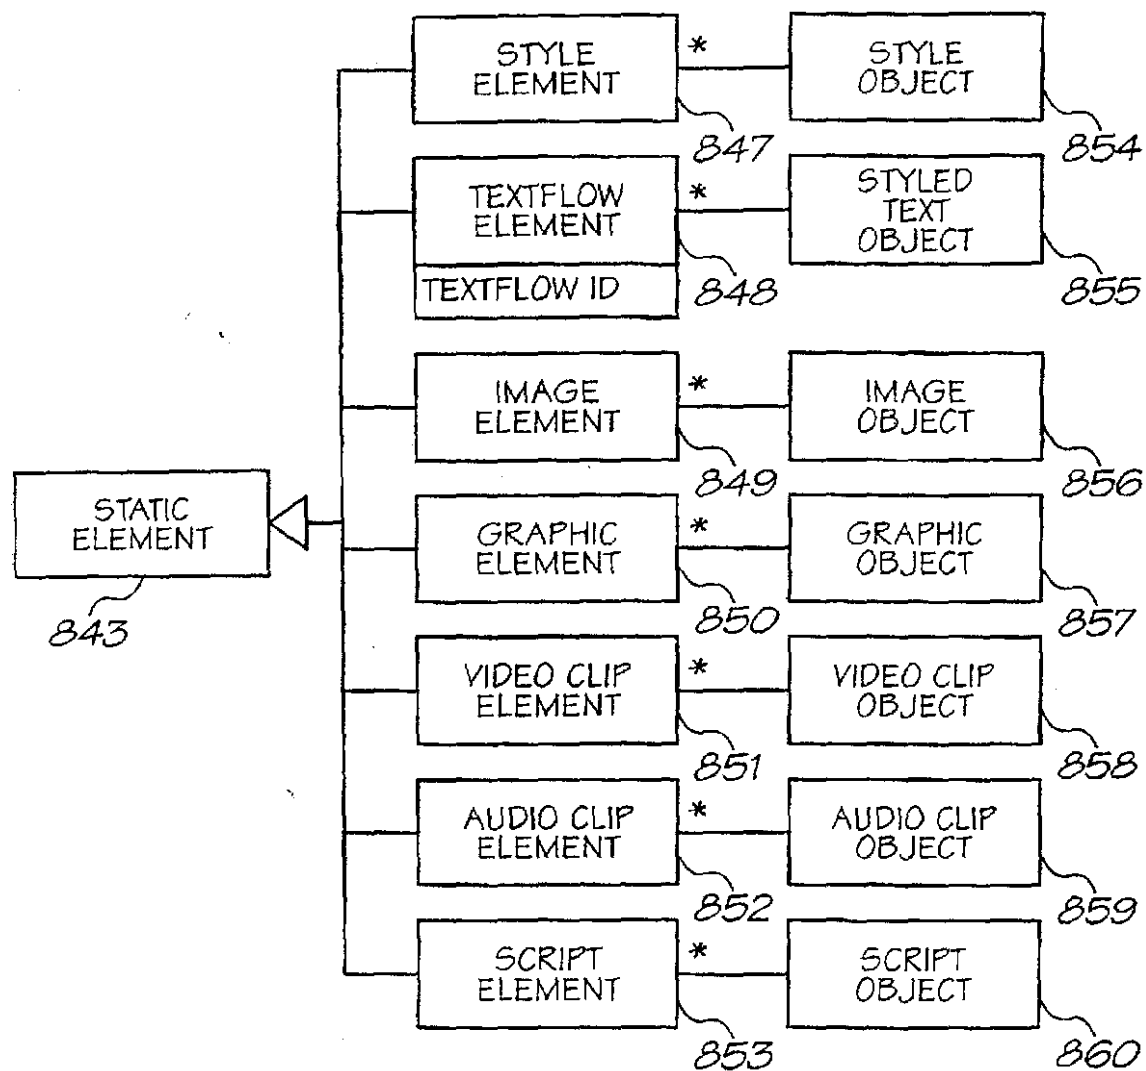 STYLE
ELEMENT
*
STYLE
OBJECT
847
854
TEXTFLOW
ELEMENT
*
STYLED
TEXT
OBJECT
TEXTFLOW ID
848
855
IMAGE
ELEMENT
*
IMAGE
OBJECT
849
856
STATIC
ELEMENT
843
GRAPHIC
ELEMENT
*
GRAPHIC
OBJECT
850
857
VIDEO CLIP
ELEMENT
*
VIDEO CLIP
OBJECT
851
858
AUDIO CLIP
ELEMENT
*
AUDIO CLIP
OBJECT
852
859
SCRIPT
ELEMENT
*
SCRIPT
OBJECT
853
860